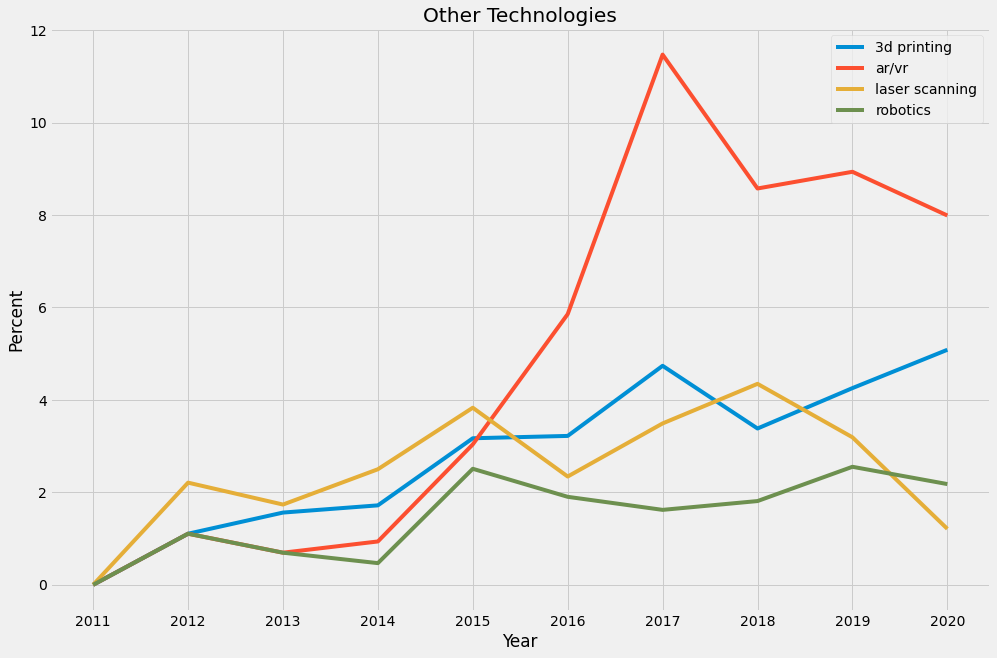 Other Technologies
12
10
8
6
4
2
0
Percent
3d printing
ar/vr
laser scanning
robotics
2011 2012 2013 2014 2015 2016 2017 2018 2019 2020
Year